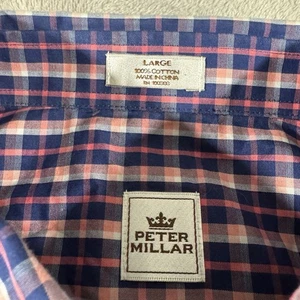 LARGE
100% COTTON
MADE IN CHINA
PETER
MILLAR